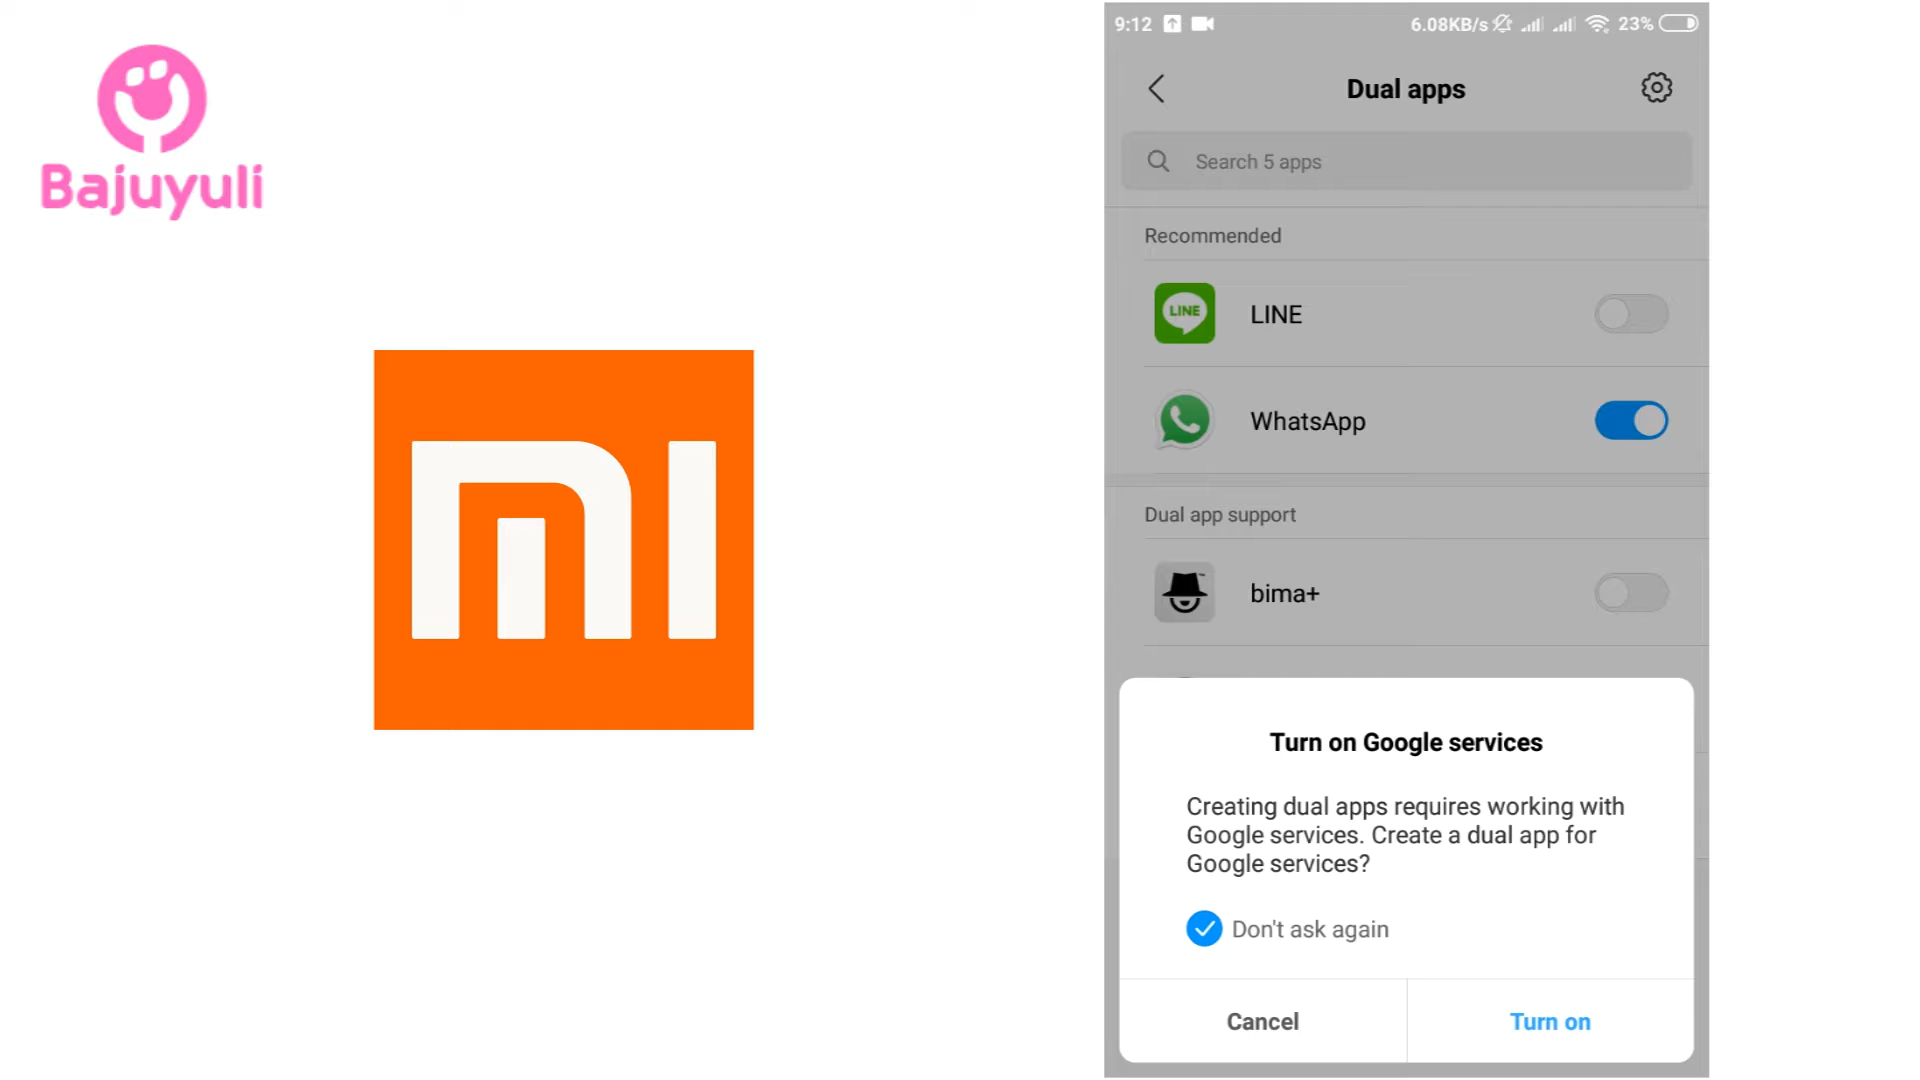 Bajuyuli
mi
9:12 6.08KB/s 23%
Dual apps
Search 5 apps
Recommended
LINE
LINE
WhatsApp
Dual app support
bima+
Turn on Google services
Creating dual apps requires working with
Google services. Create a dual app for
Google services?
Don't ask again
Cancel Turn on